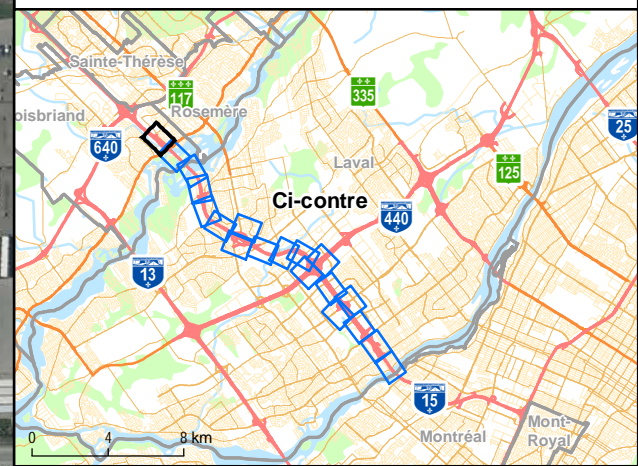 Sainte-Thérèse
117
335
oisbriand
Rosemère
25
640
Laval
125
Ci-contre
440
13
15
Mont-
Royal
Montréal
0 4 8 km